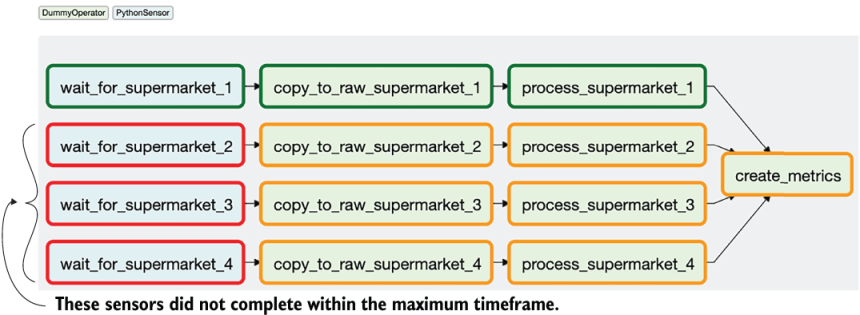 DummyOperator PythonSensor
wait_for_supermarket_1 copy_to_raw_supermarket_1 process_supermarket_1
wait_for_supermarket_2 copy_to_raw_supermarket_2 process_supermarket_2
create_metrics
wait_for_supermarket_3 copy_to_raw_supermarket_3 process_supermarket_3
wait_for_supermarket_4 copy_to_raw_supermarket_4 process_supermarket_4
These sensors did not complete within the maximum timeframe.